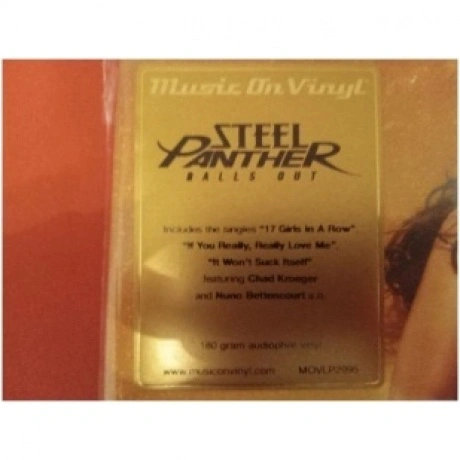 Music On Vinyl
STEEL
PANTHER
BALLS OUT
Includes the singles "17 Girls In A Row"
"If You Really, Really Love Me"
"It Won't Suck Itself"
featuring Chad Kroeger
and Nuno Bettencourt a.o.
180 gram audiophile vinyl
www.musiconvinyl.com MOVLP2995